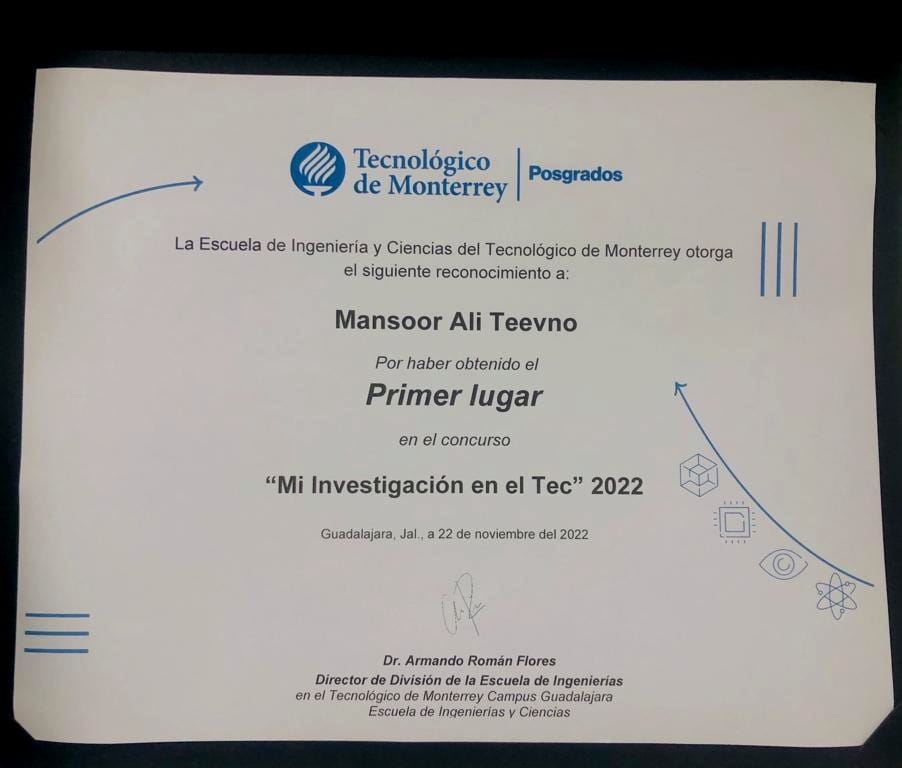 Tecnológico
de Monterrey
Posgrados
La Escuela de Ingeniería y Ciencias del Tecnológico de Monterrey otorga
el siguiente reconocimiento a:
Mansoor Ali Teevno
Por haber obtenido el
Primer lugar
en el concurso
“Mi Investigación en el Tec” 2022
Guadalajara, Jal., a 22 de noviembre del 2022
Dr. Armando Román Flores
Director de División de la Escuela de Ingenierías
en el Tecnológico de Monterrey Campus Guadalajara
Escuela de Ingenierías y Ciencias